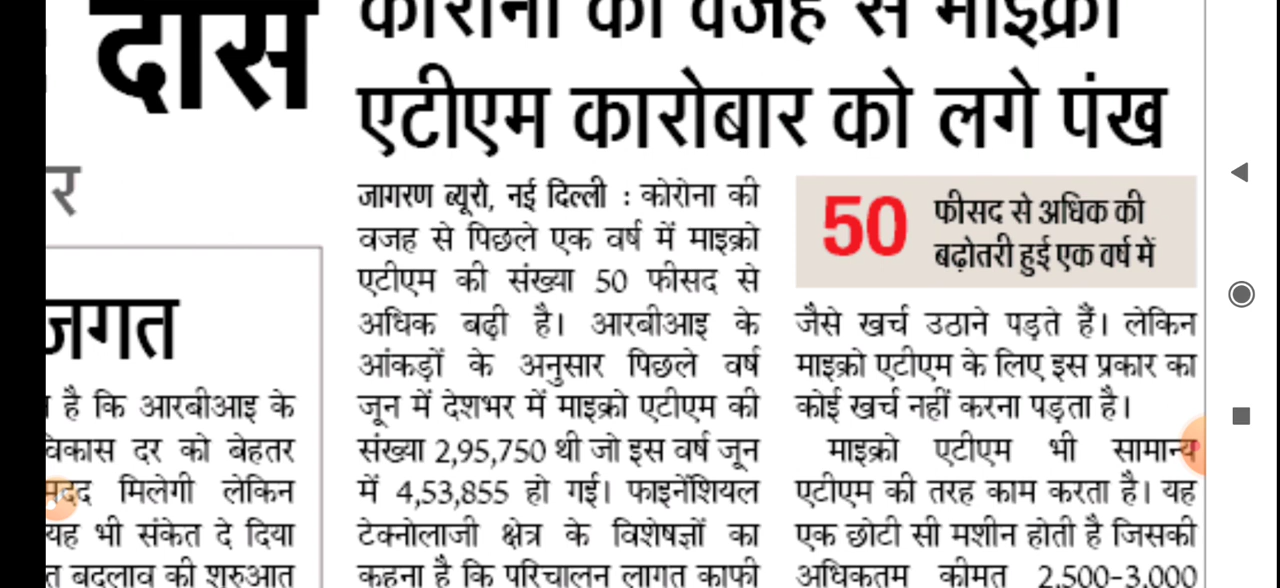 दास
र
जगत
है कि आरबीआइ के
विकास दर को बेहतर
मदद मिलेगी लेकिन
यह भी संकेत दे दिया
त बदलाव की शुरुआत
कोरोना की वजह से माइक्रो
एटीएम कारोबार को लगे पंख
जागरण ब्यूरो, नई दिल्ली : कोरोना की
वजह से पिछले एक वर्ष में माइक्रो
एटीएम की संख्या 50 फीसद से
अधिक बढ़ी है। आरबीआइ के
आंकड़ों के अनुसार पिछले वर्ष
जून में देशभर में माइक्रो एटीएम की
संख्या 2,95,750 थी जो इस वर्ष जून
में 4,53,855 हो गई। फाइनेंशियल
टेक्नोलाजी क्षेत्र के विशेषज्ञों का
कहना है कि परिचालन लागत काफी
50 फीसद से अधिक की
बढ़ोतरी हुई एक वर्ष में
जैसे खर्च उठाने पड़ते हैं। लेकिन
माइक्रो एटीएम के लिए इस प्रकार का
कोई खर्च नहीं करना पड़ता है।
माइक्रो एटीएम भी सामान्य
एटीएम की तरह काम करता है। यह
एक छोटी सी मशीन होती है जिसकी
अधिकतम कीमत 2,500-3,000